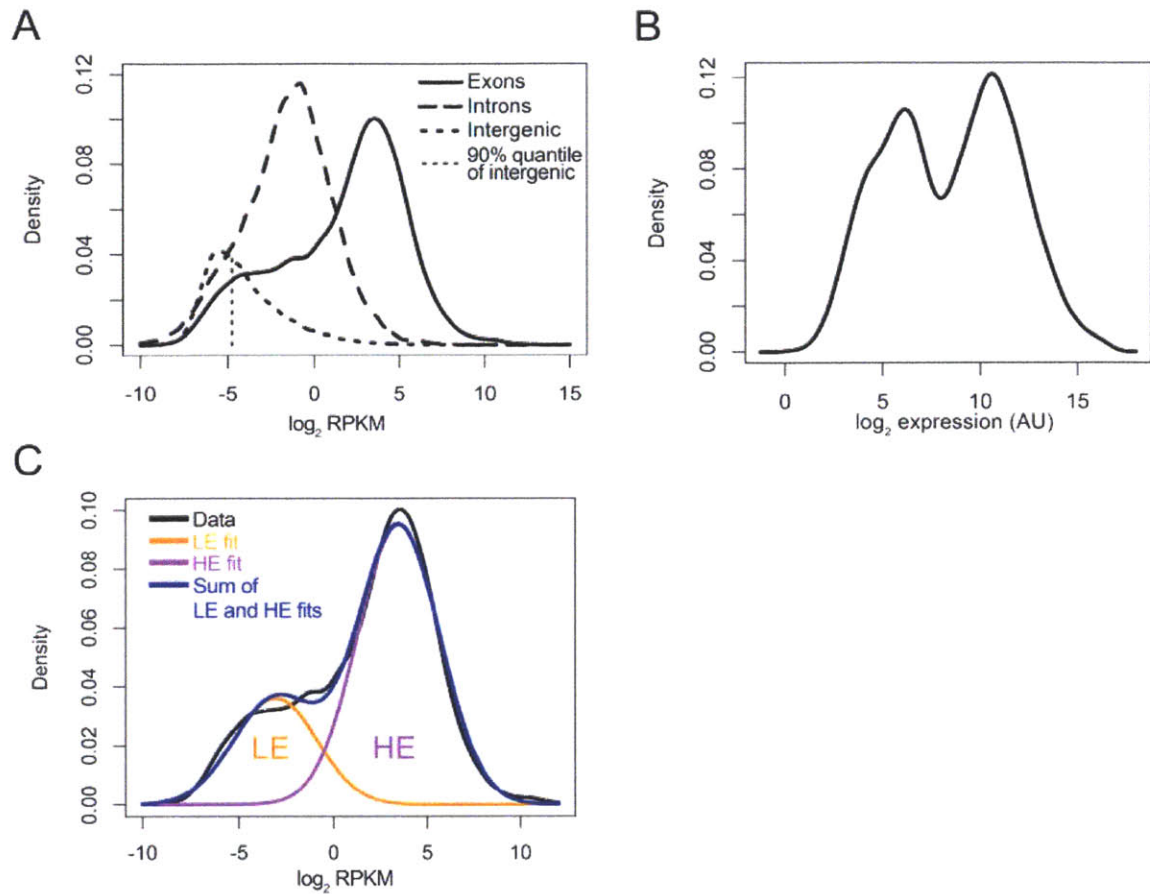 A
Density
0.00
0.04
0.08
0.12
Exons
Introns
Intergenic
90% quantile
of intergenic
-10
-5
0
5
10
15
log2 RPKM
B
Density
0.00
0.04
0.08
0.12
0
5
10
15
log2 expression (AU)
C
Density
0.00
0.02
0.04
0.06
0.08
0.10
Data
LE fit
HE fit
Sum of
LE and HE fits
LE
HE
-10
-5
0
5
10
log2 RPKM